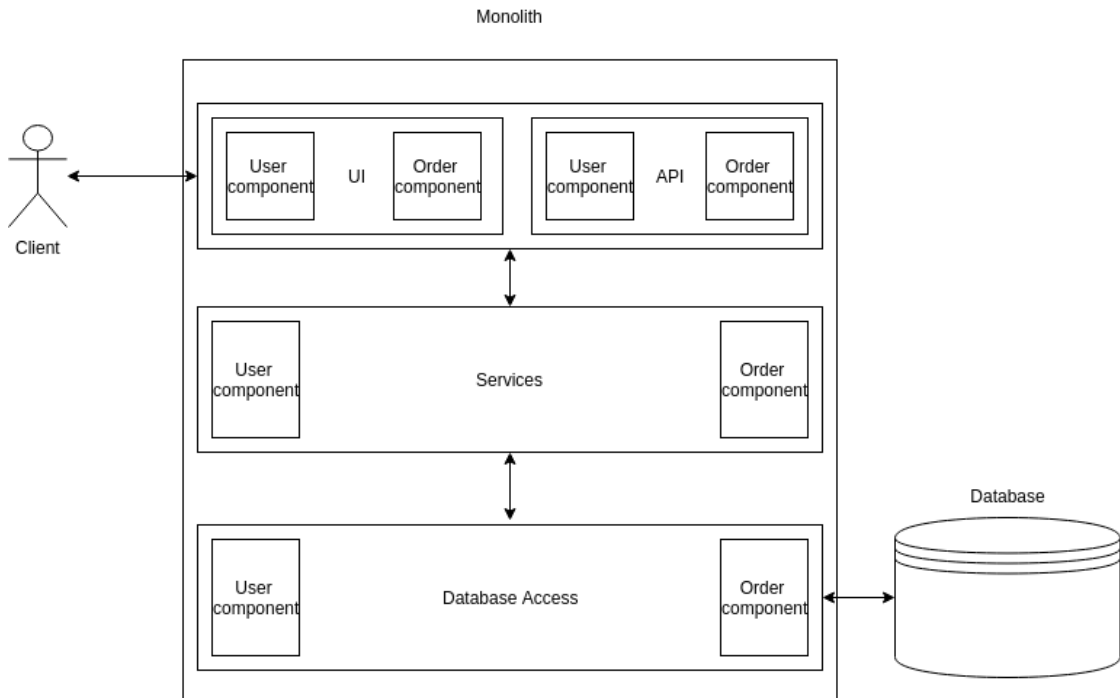 Monolith
User
component
UI
Order
component
User
component
API
Order
component
Client
User
component
Services
Order
component
Database
User
component
Database Access
Order
component